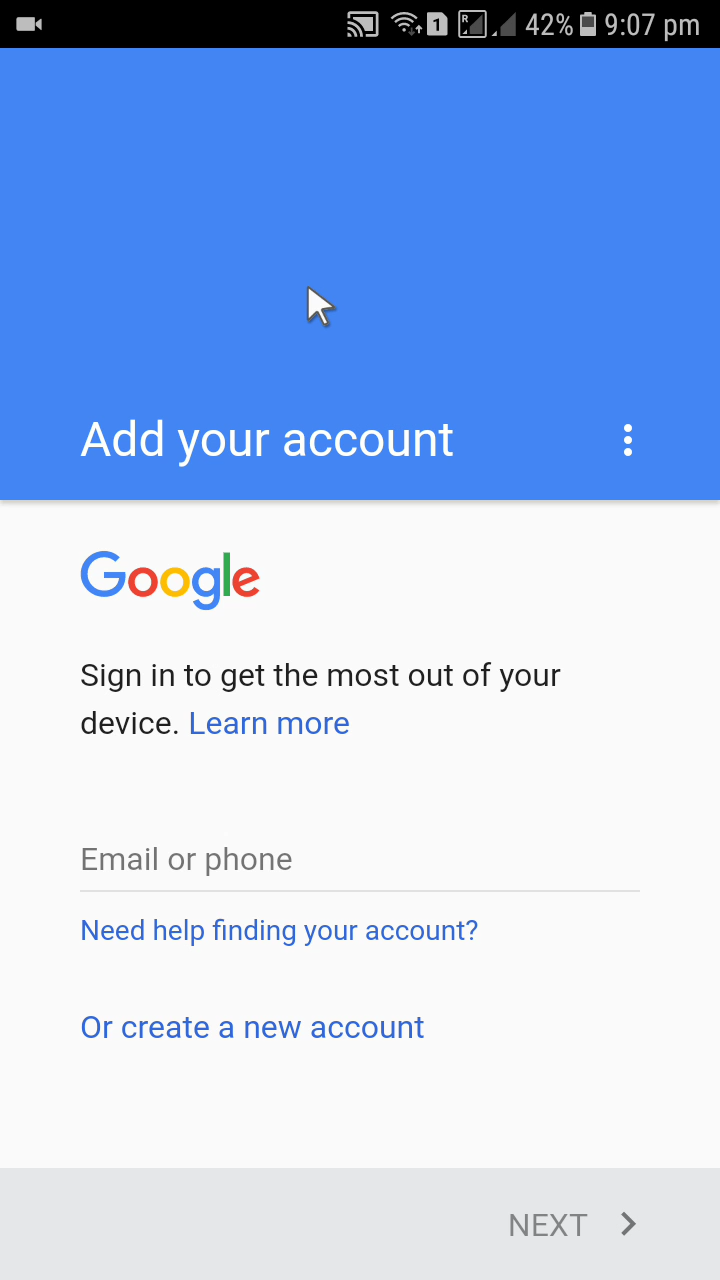 1 R 42% 9:07 pm
Add your account
Google
Sign in to get the most out of your
device. Learn more
Email or phone
Need help finding your account?
Or create a new account
NEXT